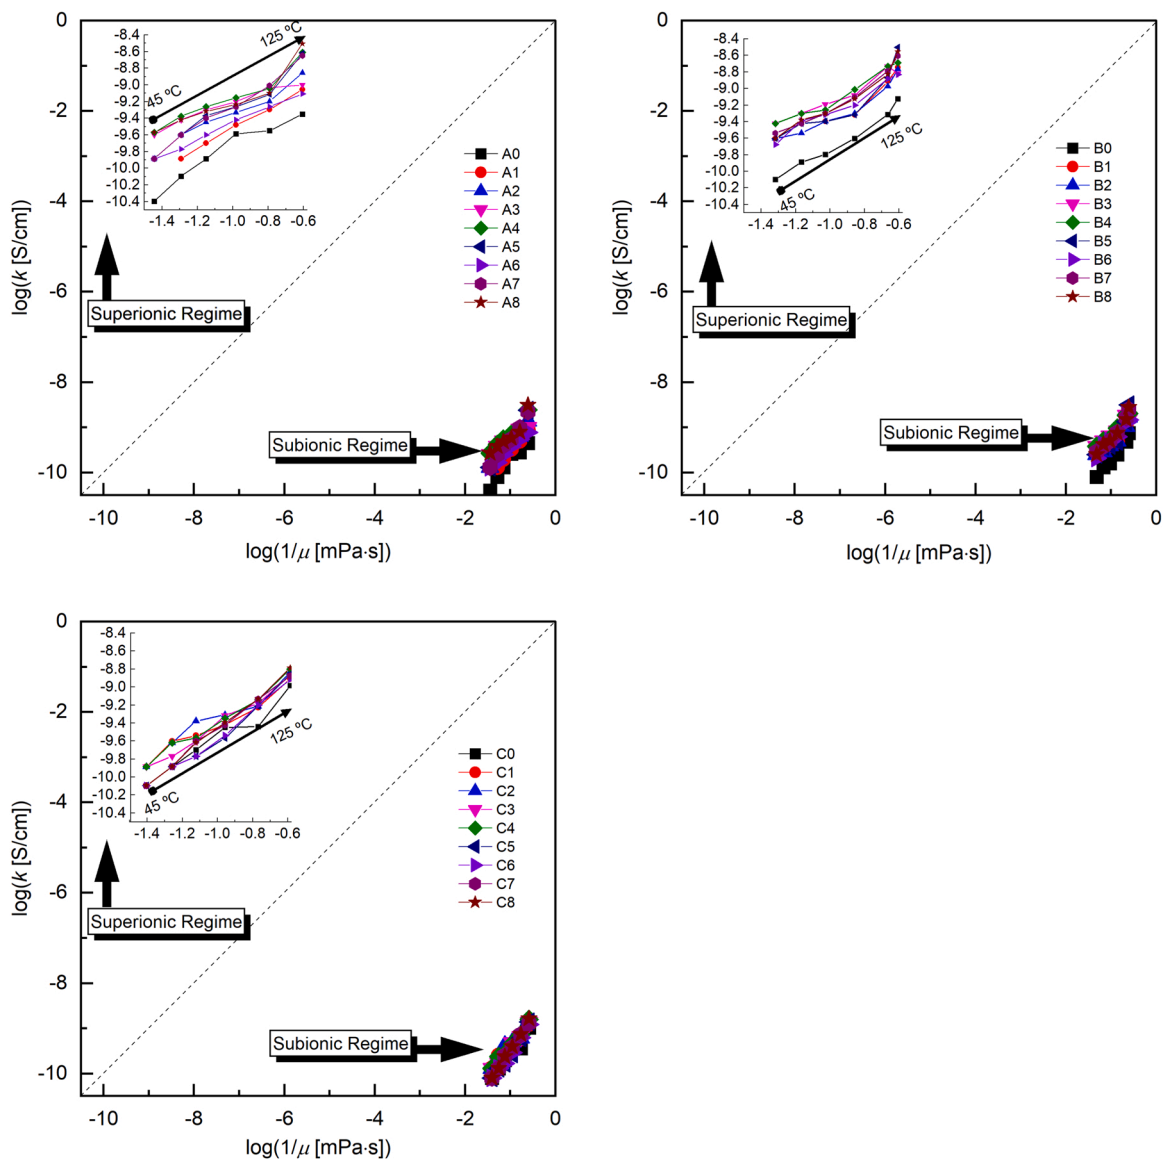 0
-2
-4
-6
-8
-10
log(k [S/cm])
-8.4
-8.6
-8.8
-9.0
-9.2
-9.4
-9.6
-9.8
-10.0
-10.2
-10.4
-1.4 -1.2 -1.0 -0.8 -0.6
45 ºC
125 ºC
A0
A1
A2
A3
A4
A5
A6
A7
A8
Superionic Regime
Subionic Regime
-10 -8 -6 -4 -2 0
log(1/μ [mPa·s])
0
-2
-4
-6
-8
-10
log(k [S/cm])
-8.4
-8.6
-8.8
-9.0
-9.2
-9.4
-9.6
-9.8
-10.0
-10.2
-10.4
-1.4 -1.2 -1.0 -0.8 -0.6
45 ºC
125 ºC
B0
B1
B2
B3
B4
B5
B6
B7
B8
Superionic Regime
Subionic Regime
-10 -8 -6 -4 -2 0
log(1/μ [mPa·s])
0
-2
-4
-6
-8
-10
log(k [S/cm])
-8.4
-8.6
-8.8
-9.0
-9.2
-9.4
-9.6
-9.8
-10.0
-10.2
-10.4
-1.4 -1.2 -1.0 -0.8 -0.6
45 ºC
125 ºC
C0
C1
C2
C3
C4
C5
C6
C7
C8
Superionic Regime
Subionic Regime
-10 -8 -6 -4 -2 0
log(1/μ [mPa·s])